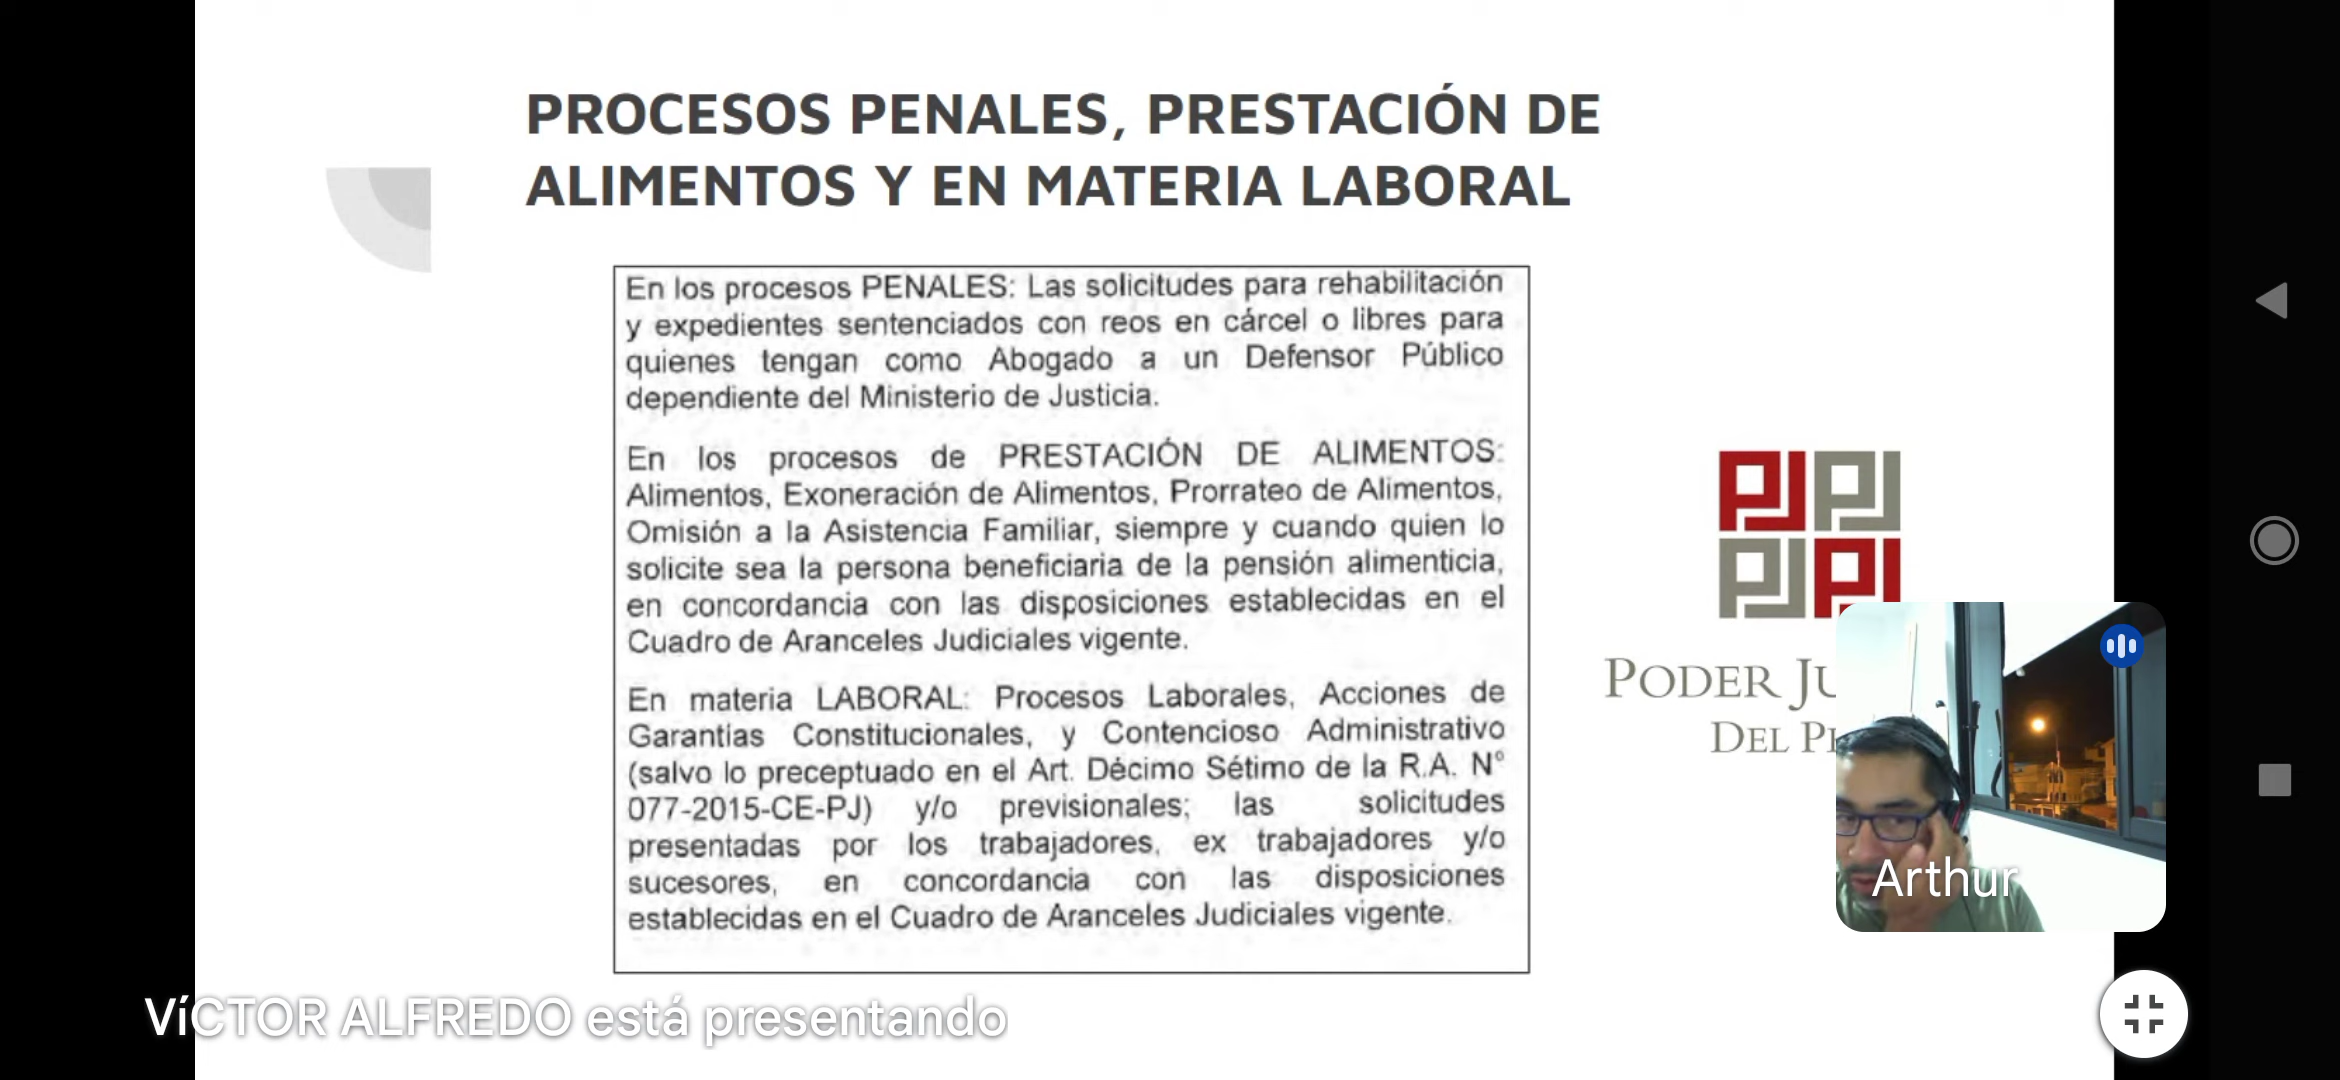 PROCESOS PENALES, PRESTACIÓN DE
ALIMENTOS Y EN MATERIA LABORAL
En los procesos PENALES: Las solicitudes para rehabilitación
y expedientes sentenciados con reos en cárcel o libres para
quienes tengan como Abogado a un Defensor Público
dependiente del Ministerio de Justicia.
En los procesos de PRESTACIÓN DE ALIMENTOS:
Alimentos, Exoneración de Alimentos, Prorrateo de Alimentos,
Omisión a la Asistencia Familiar, siempre y cuando quien lo
solicite sea la persona beneficiaria de la pensión alimenticia,
en concordancia con las disposiciones establecidas en el
Cuadro de Aranceles Judiciales vigente.
En materia LABORAL: Procesos Laborales, Acciones de
Garantias Constitucionales, y Contencioso Administrativo
(salvo lo preceptuado en el Art. Décimo Sétimo de la R.A. N°
077-2015-CE-PJ) y/o previsionales; las solicitudes
presentadas por los trabajadores, ex trabajadores y/o
sucesores, en concordancia con las disposiciones
establecidas en el Cuadro de Aranceles Judiciales vigente.
PJ PJ
PJ PJ
PODER
DEL
Arthur
VíCTOR ALFREDO está presentando